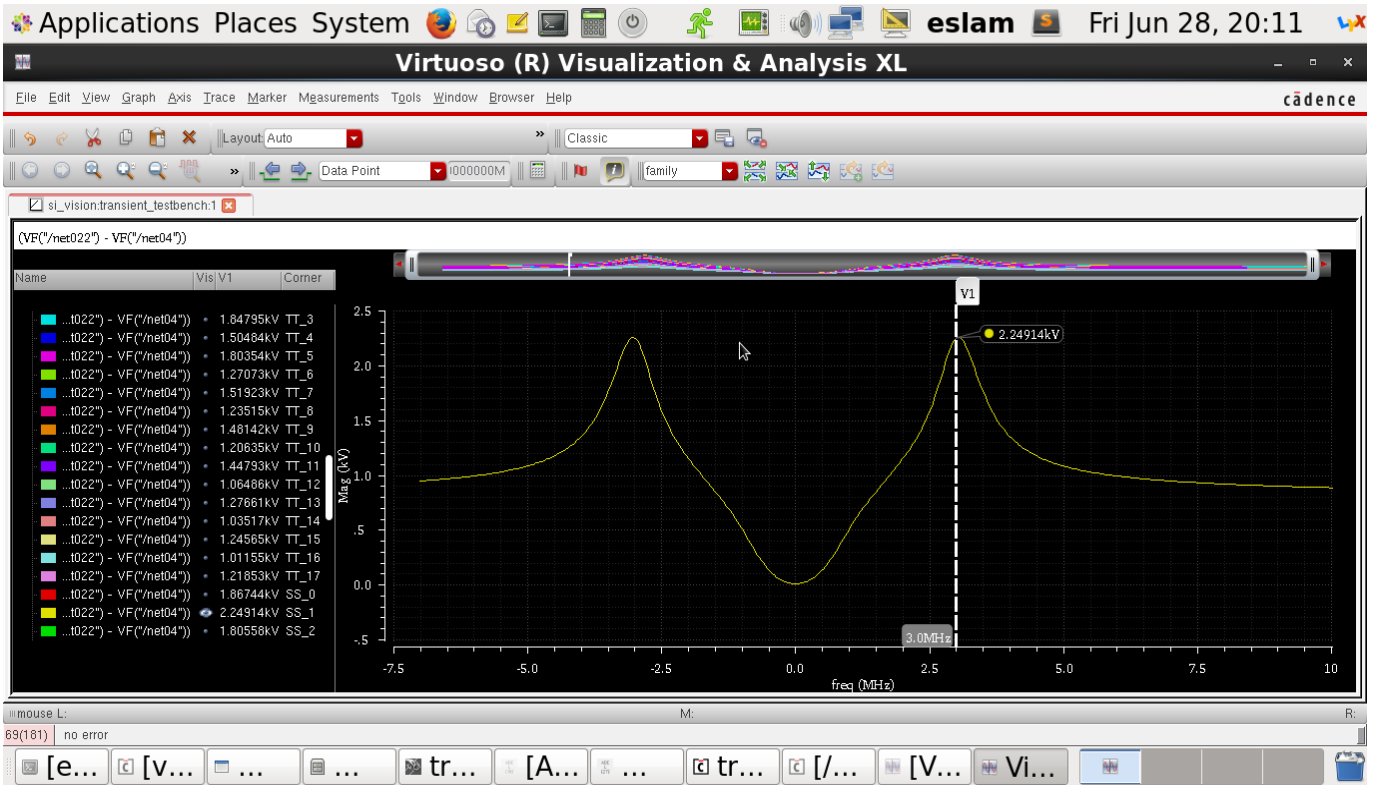 Applications Places System eslam S Fri Jun 28, 20:11
Virtuoso (R) Visualization & Analysis XL
File Edit View Graph Axis Trace Marker Measurements Tools Window Browser Help cādence
Layout: Auto » Classic
» Data Point 000000M family
si_vision:transient_testbench:1
(VF("/net022") - VF("/net04"))
Name Vis V1 Corner
...t022") - VF("/net04")) 1.84795kV TT_3
...t022") - VF("/net04")) 1.50484kV TT_4
...t022") - VF("/net04")) 1.80354kV TT_5
...t022") - VF("/net04")) 1.27073kV TT_6
...t022") - VF("/net04")) 1.51923kV TT_7
...t022") - VF("/net04")) 1.23515kV TT_8
...t022") - VF("/net04")) 1.48142kV TT_9
...t022") - VF("/net04")) 1.20635kV TT_10
...t022") - VF("/net04")) 1.44793kV TT_11
...t022") - VF("/net04")) 1.06486kV TT_12
...t022") - VF("/net04")) 1.27661kV TT_13
...t022") - VF("/net04")) 1.03517kV TT_14
...t022") - VF("/net04")) 1.24565kV TT_15
...t022") - VF("/net04")) 1.01155kV TT_16
...t022") - VF("/net04")) 1.21853kV TT_17
...t022") - VF("/net04")) 1.86744kV SS_0
...t022") - VF("/net04")) 2.24914kV SS_1
...t022") - VF("/net04")) 1.80558kV SS_2
V1
2.24914kV
3.0MHz
Mag (kV)
2.5
2.0
1.5
1.0
.5
0.0
-.5
-7.5 -5.0 -2.5 0.0 2.5 5.0 7.5 10
freq (MHz)
mouse L: M: R:
69(181) no error
[e... [v... ... ... tr... [A... ... tr... [/... [V... Vi...